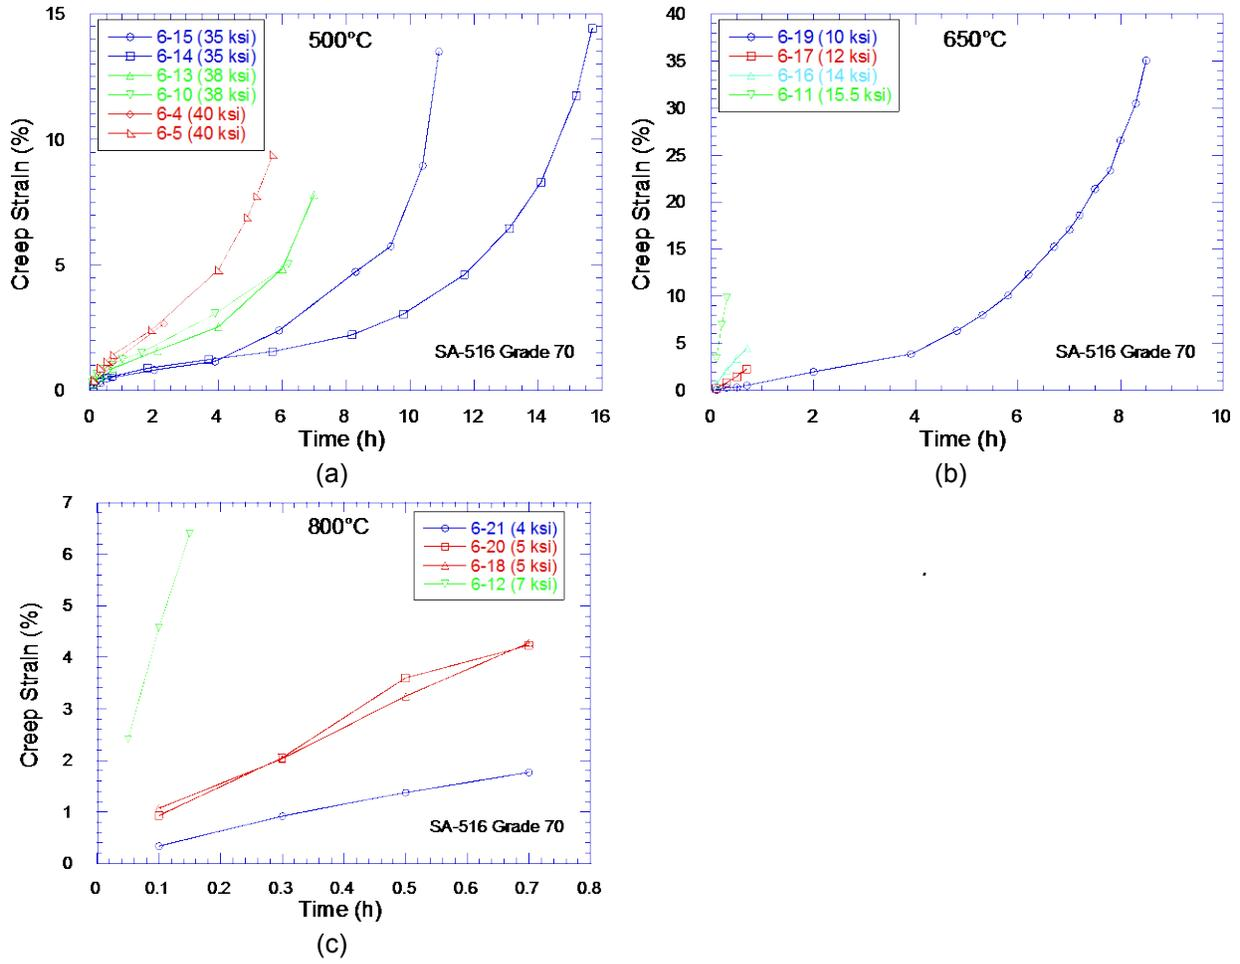 15
10
5
0
Creep Strain (%)
6-15 (35 ksi)
6-14 (35 ksi)
6-13 (38 ksi)
6-10 (38 ksi)
6-4 (40 ksi)
6-5 (40 ksi)
500°C
SA-516 Grade 70
0 2 4 6 8 10 12 14 16
Time (h)
(a)
40
35
30
25
20
15
10
5
0
Creep Strain (%)
6-19 (10 ksi)
6-17 (12 ksi)
6-16 (14 ksi)
6-11 (15.5 ksi)
650°C
SA-516 Grade 70
0 2 4 6 8 10
Time (h)
(b)
7
6
5
4
3
2
1
0
Creep Strain (%)
800°C
6-21 (4 ksi)
6-20 (5 ksi)
6-18 (5 ksi)
6-12 (7 ksi)
SA-516 Grade 70
0 0.1 0.2 0.3 0.4 0.5 0.6 0.7 0.8
Time (h)
(c)